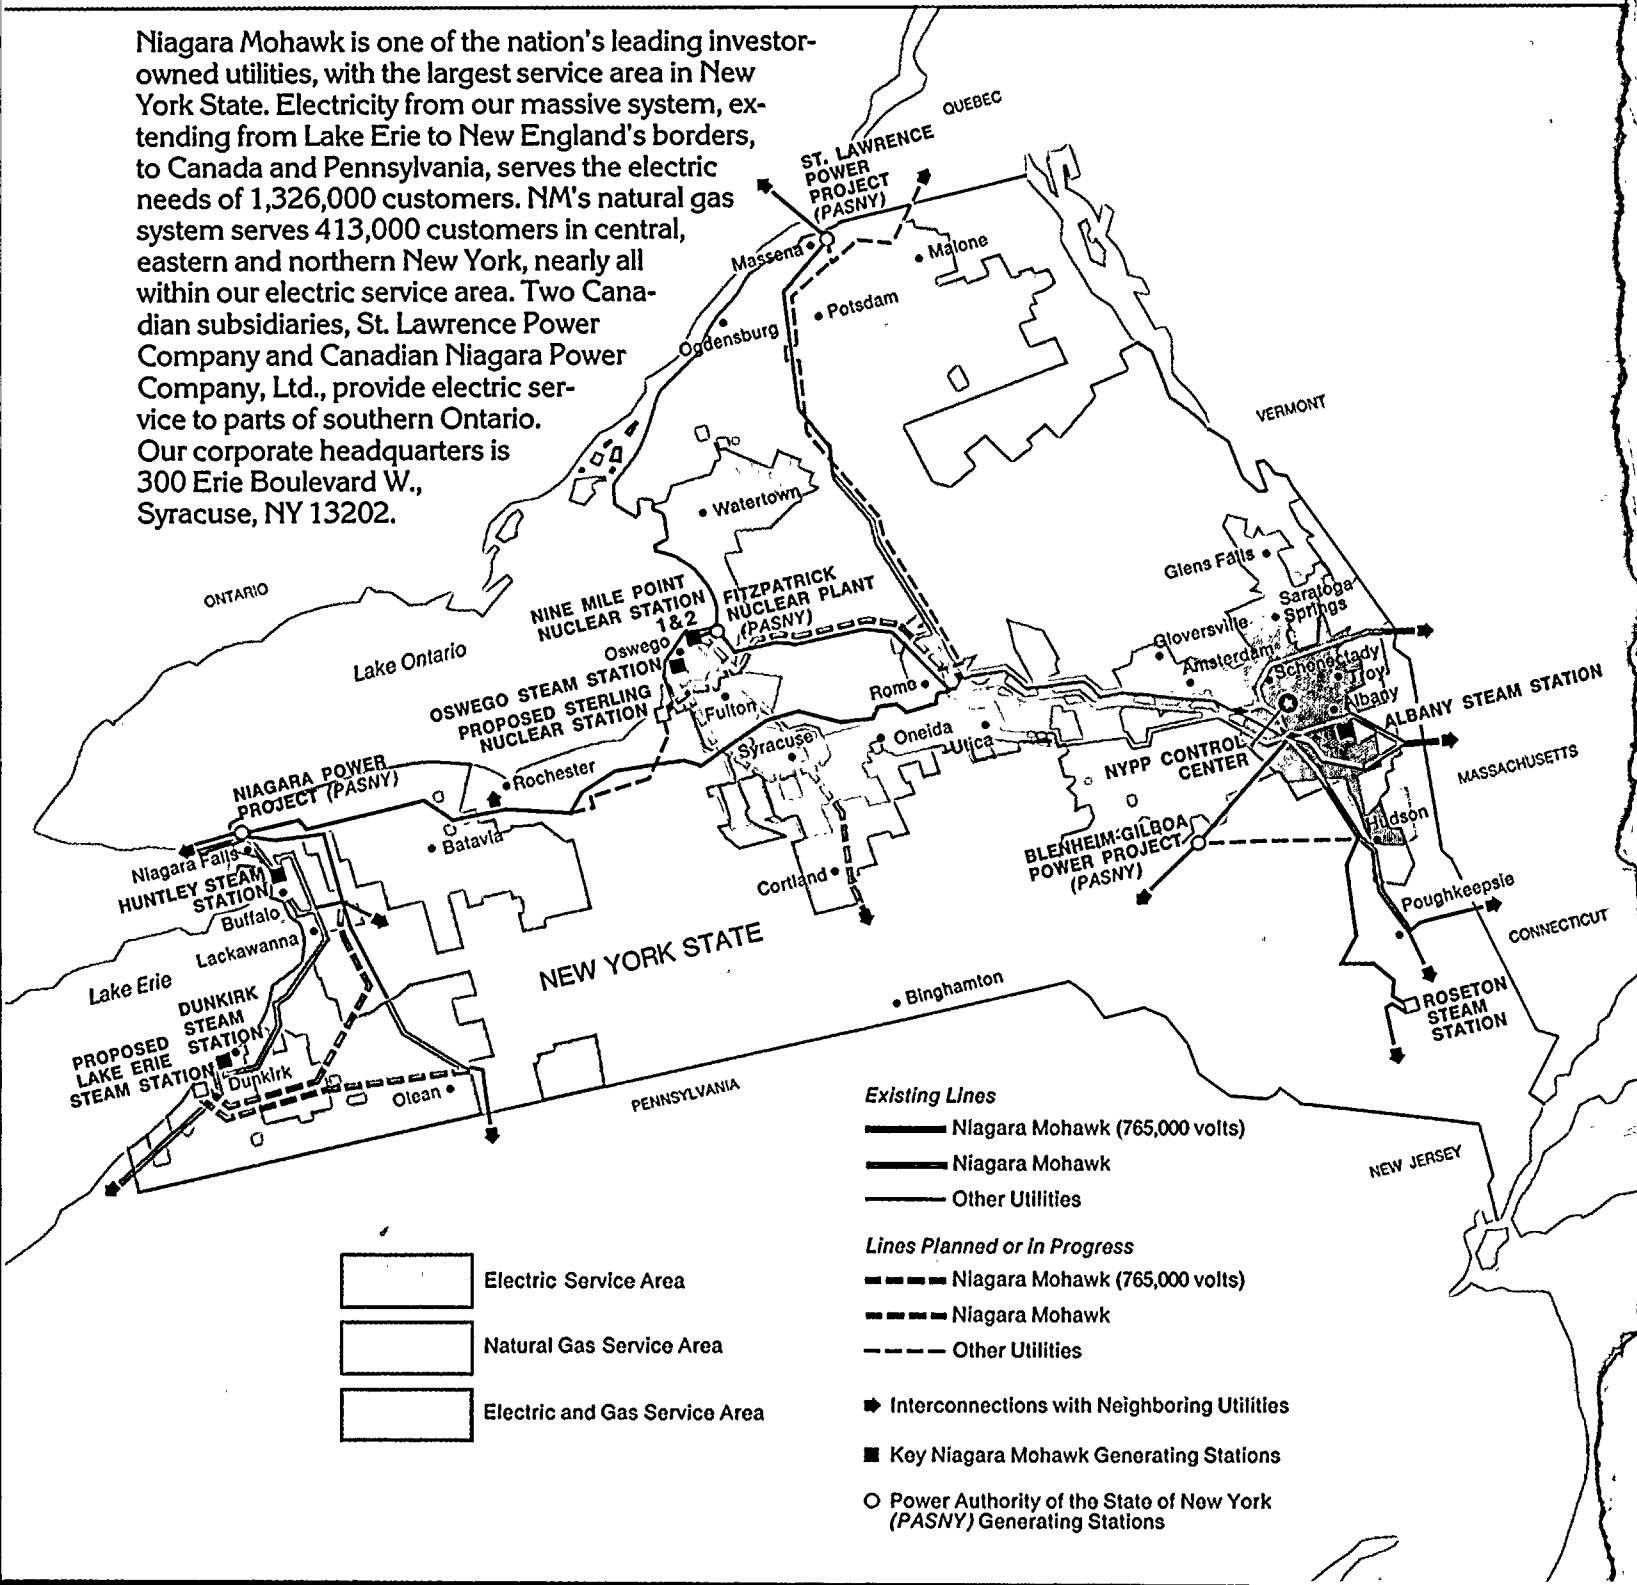 Niagara Mohawk is one of the nation's leading investor-
owned utilities, with the largest service area in New
York State. Electricity from our massive system, ex-
tending from Lake Erie to New England's borders,
to Canada and Pennsylvania, serves the electric
needs of 1,326,000 customers. NM's natural gas
system serves 413,000 customers in central,
eastern and northern New York, nearly all
within our electric service area. Two Cana-
dian subsidiaries, St. Lawrence Power
Company and Canadian Niagara Power
Company, Ltd., provide electric ser-
vice to parts of southern Ontario.
Our corporate headquarters is
300 Erie Boulevard W.,
Syracuse, NY 13202.
QUEBEC
ST. LAWRENCE
POWER
PROJECT
(PASNY)
Massena
Malone
Potsdam
Ogdensburg
VERMONT
Watertown
ONTARIO
Lake Ontario
NINE MILE POINT
NUCLEAR STATION
1 & 2
FITZPATRICK
NUCLEAR PLANT
(PASNY)
Oswego
OSWEGO STEAM STATION
PROPOSED STERLING
NUCLEAR STATION
Fulton
Glens Falls
Saratoga
Springs
Gloversville
Amsterdam
Schenectady
Troy
Albany
ALBANY STEAM STATION
Rome
Oneida
Utica
Syracuse
NYPP CONTROL
CENTER
MASSACHUSETTS
NIAGARA POWER
PROJECT (PASNY)
Rochester
Batavia
Niagara Falls
HUNTLEY STEAM
STATION
Buffalo
Lackawanna
Cortland
BLENHEIM-GILBOA
POWER PROJECT
(PASNY)
Hudson
Poughkeepsie
CONNECTICUT
NEW YORK STATE
Lake Erie
DUNKIRK
STEAM
STATION
PROPOSED
LAKE ERIE
STEAM STATION
Dunkirk
Olean
Binghamton
ROSETON
STEAM
STATION
PENNSYLVANIA
NEW JERSEY
Existing Lines
Niagara Mohawk (765,000 volts)
Niagara Mohawk
Other Utilities
Lines Planned or in Progress
Niagara Mohawk (765,000 volts)
Niagara Mohawk
Other Utilities
Interconnections with Neighboring Utilities
Key Niagara Mohawk Generating Stations
Power Authority of the State of New York
(PASNY) Generating Stations
Electric Service Area
Natural Gas Service Area
Electric and Gas Service Area